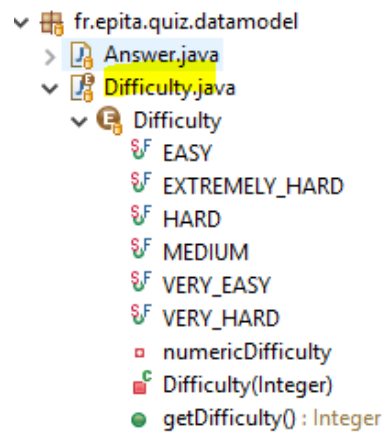 fr.epita.quiz.datamodel
Answer.java
Difficulty.java
Difficulty
EASY
EXTREMELY_HARD
HARD
MEDIUM
VERY_EASY
VERY_HARD
numericDifficulty
Difficulty(Integer)
getDifficulty() : Integer